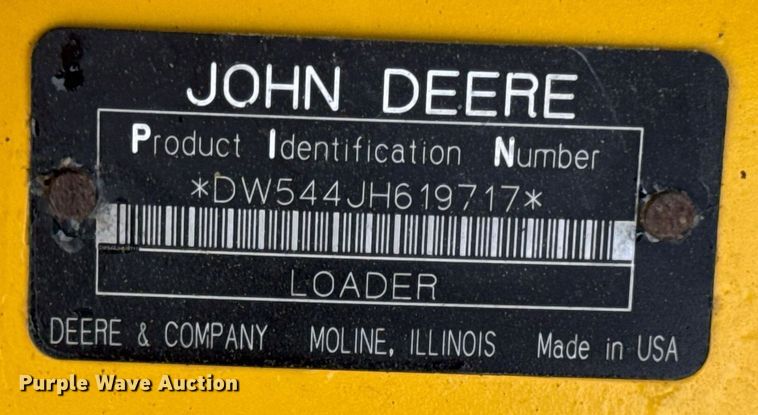 JOHN DEERE
Product Identification Number
*DW544JH619717*
LOADER
DEERE & COMPANY MOLINE, ILLINOIS Made in USA
Purple Wave Auction